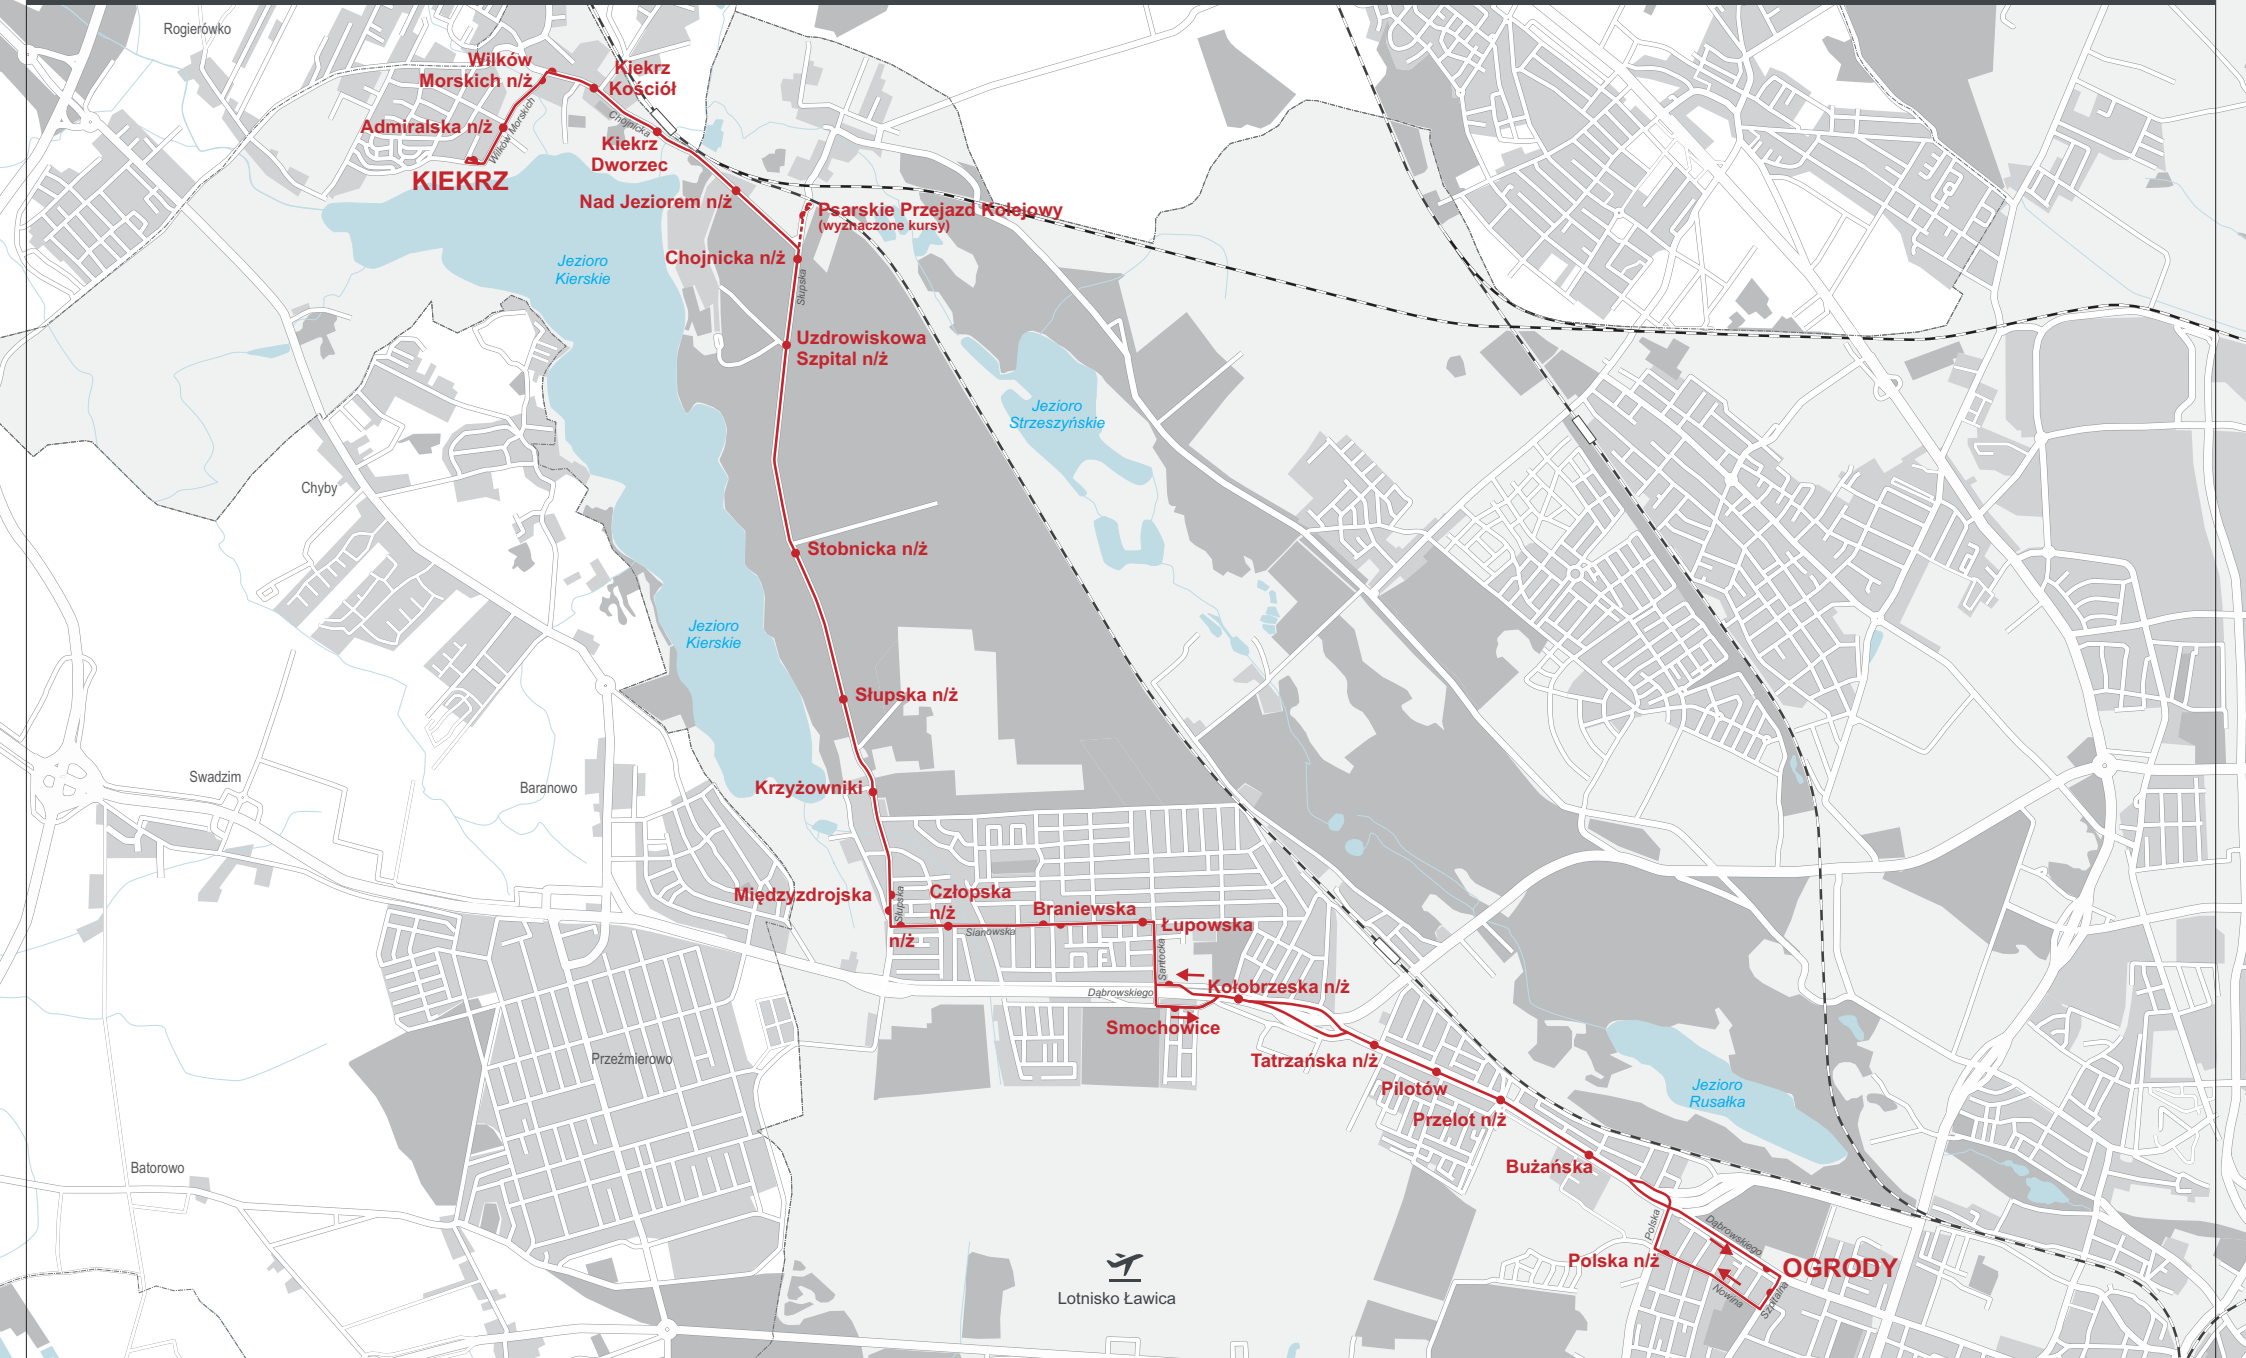 Rogierówko
Wilków
Morskich n/ż
Kiekrz
Kościół
Chojnicka
Admiralska n/ż
Wilków Morskich
Kiekrz
Dworzec
KIEKRZ
Nad Jeziorem n/ż
Psarskie Przejazd Kolejowy
(wyznaczone kursy)
Chojnicka n/ż
Jezioro
Kierskie
Słupska
Uzdrowiskowa
Szpital n/ż
Jezioro
Strzeszyńskie
Chyby
Stobnicka n/ż
Jezioro
Kierskie
Słupska n/ż
Swadzim
Baranowo
Krzyżowniki
Międzyzdrojska
n/ż
Słupska
Człopska
n/ż
Sianowska
Braniewska
Łupowska
Santocka
Dąbrowskiego
Kołobrzeska n/ż
Smochowice
Przeźmierowo
Tatrzańska n/ż
Pilotów
Przelot n/ż
Jezioro
Rusałka
Batorowo
Bużańska
Polska
Dąbrowskiego
Polska n/ż
OGRODY
Nowina
Szpitalna
Lotnisko Ławica